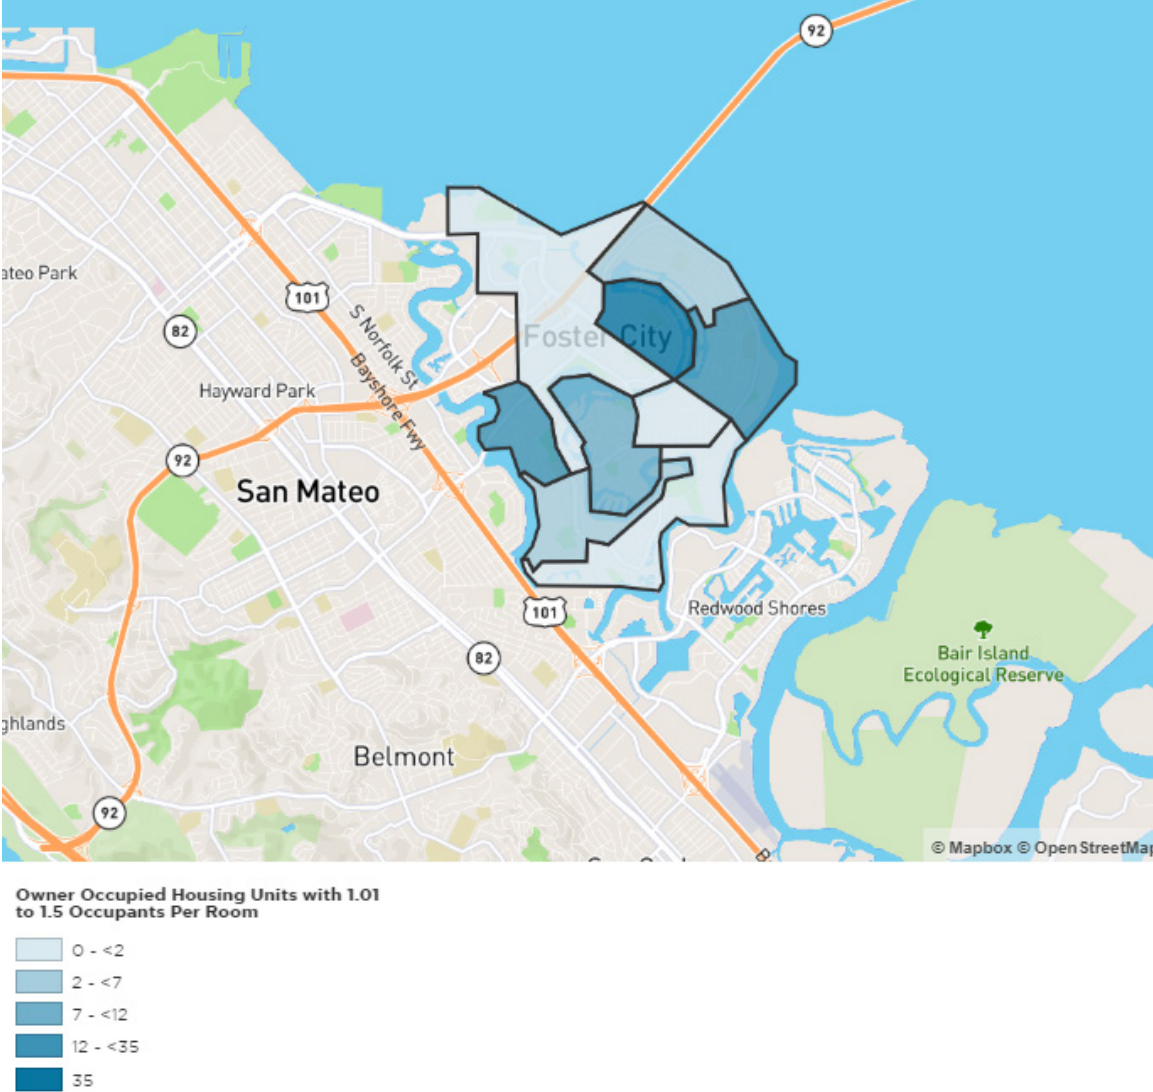 92
ateo Park
101
S Norfolk St
82
Foster City
Bayshore Fwy
Hayward Park
92
San Mateo
101
Redwood Shores
82
Bair Island
Ecological Reserve
ghlands
Belmont
92
© Mapbox © OpenStreetMap
Owner Occupied Housing Units with 1.01
to 1.5 Occupants Per Room
0 - <2
2 - <7
7 - <12
12 - <35
35